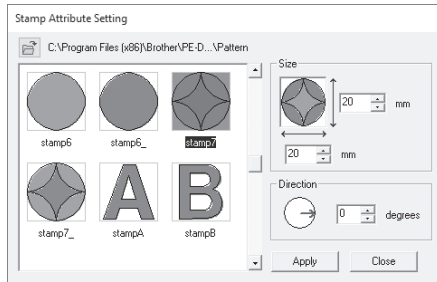 Stamp Attribute Setting
C:\Program Files (x86)\Brother\PE-D...\Pattern
Size
20 mm
20 mm
stamp6 stamp6_ stamp7
A B
stamp7_ stampA stampB
Direction
0 degrees
Apply Close